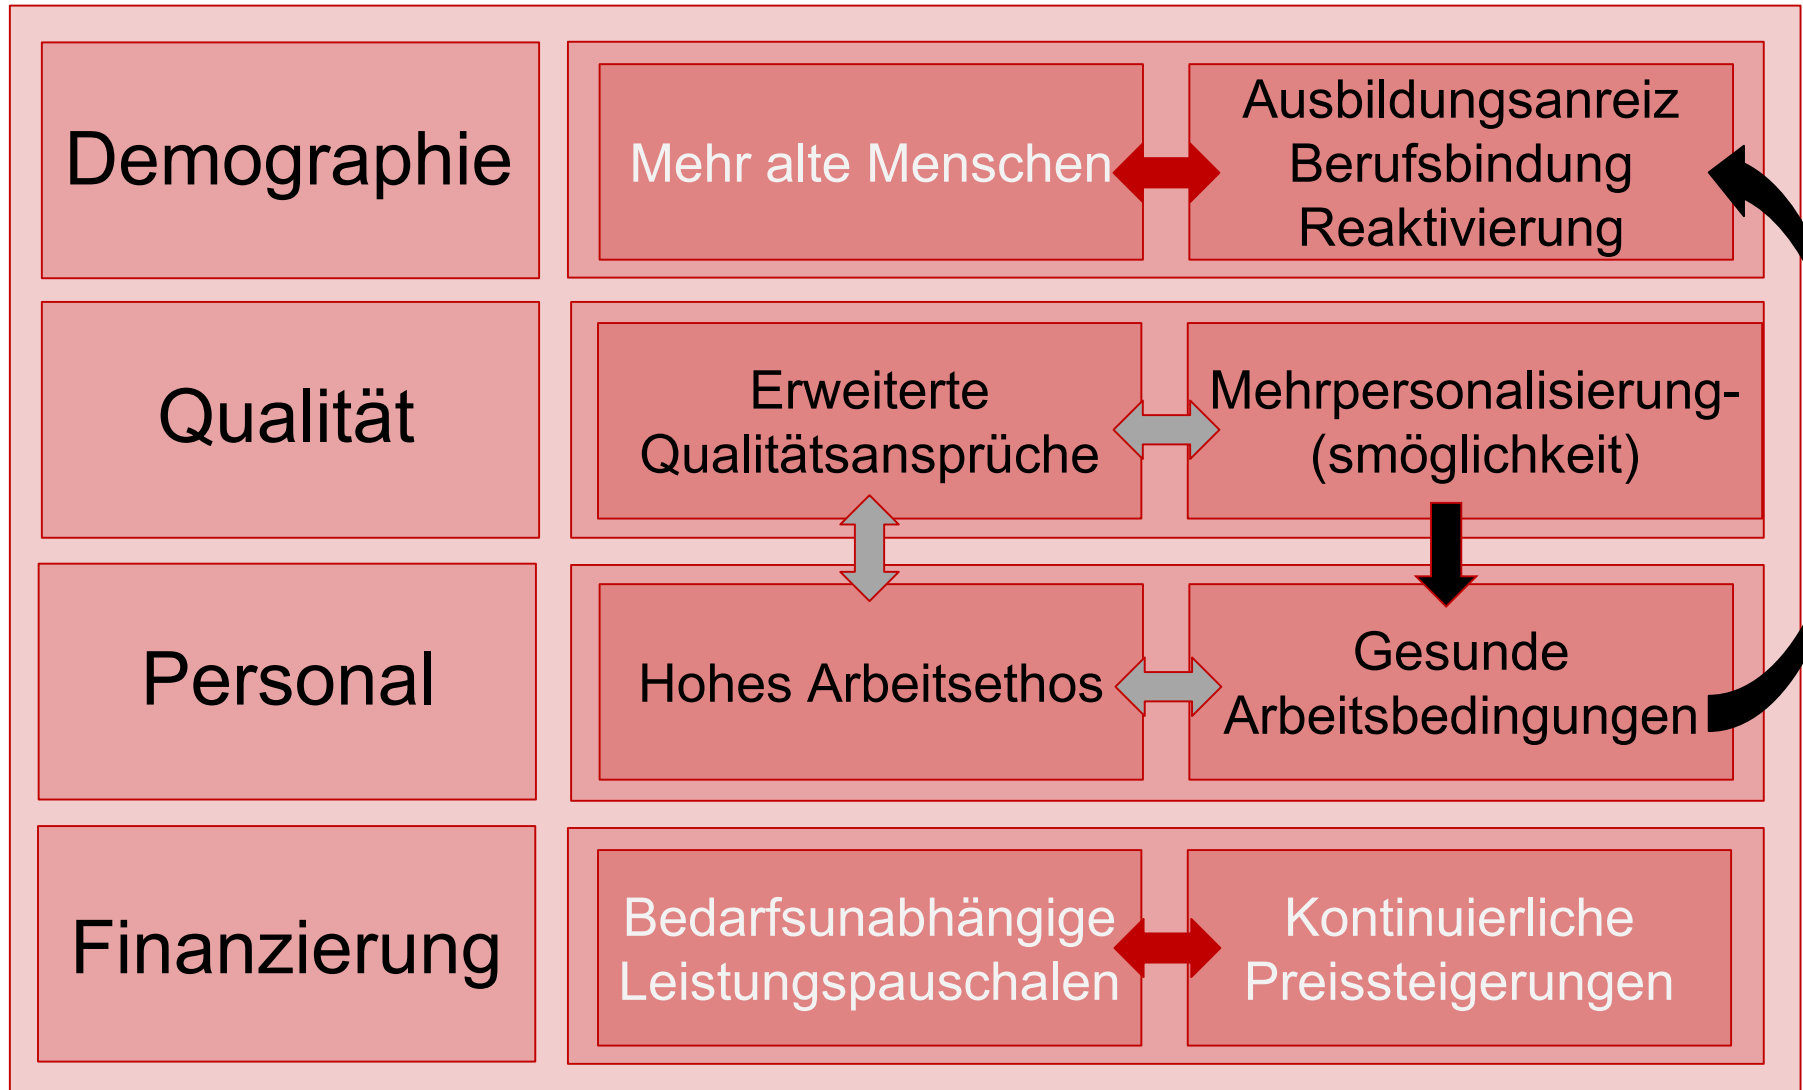 Demographie
Mehr alte Menschen
Ausbildungsanreiz
Berufsbindung
Reaktivierung
Qualität
Erweiterte
Qualitätsansprüche
Mehrpersonalisierung-
(smöglichkeit)
Personal
Hohes Arbeitsethos
Gesunde
Arbeitsbedingungen
Finanzierung
Bedarfsunabhängige
Leistungspauschalen
Kontinuierliche
Preissteigerungen